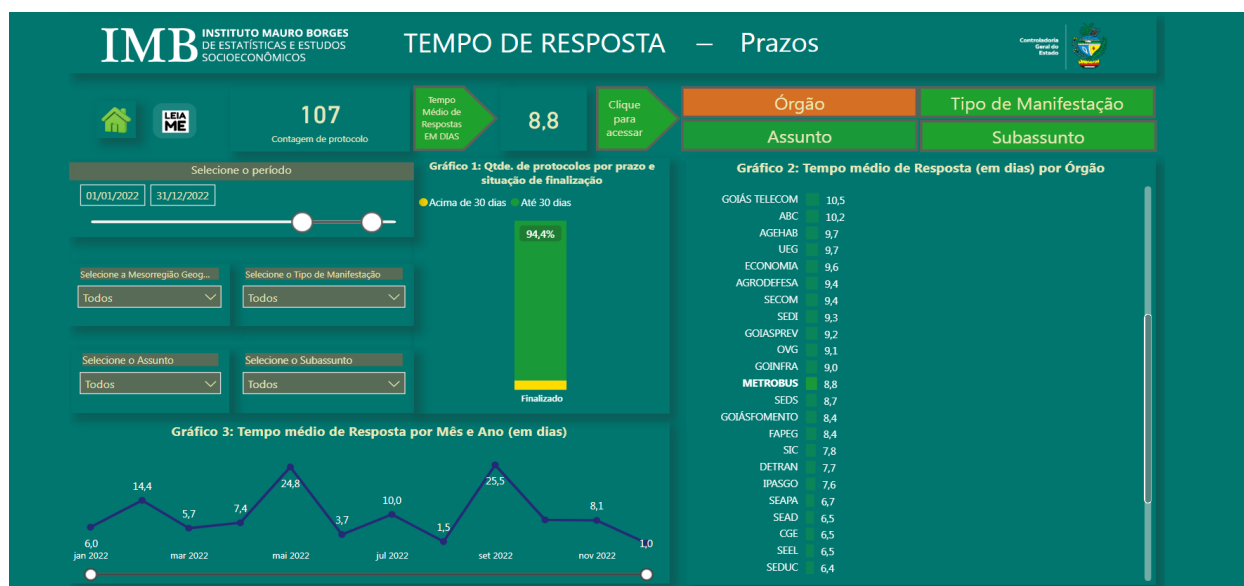 IMB
INSTITUTO MAURO BORGES
DE ESTATÍSTICAS E ESTUDOS
SOCIOECONÔMICOS
TEMPO DE RESPOSTA – Prazos
Controladoria
Geral do
Estado
LEIA
ME
107
Contagem de protocolo
Tempo
Médio de
Respostas
EM DIAS
8,8
Clique
para
acessar
Órgão
Tipo de Manifestação
Assunto
Subassunto
Selecione o período
01/01/2022 31/12/2022
Selecione a Mesorregião Geog...
Todos
Selecione o Tipo de Manifestação
Todos
Selecione o Assunto
Todos
Selecione o Subassunto
Todos
Gráfico 1: Qtde. de protocolos por prazo e
situação de finalização
Acima de 30 dias Até 30 dias
94,4%
Finalizado
Gráfico 2: Tempo médio de Resposta (em dias) por Órgão
GOIÁS TELECOM 10,5
ABC 10,2
AGEHAB 9,7
UEG 9,7
ECONOMIA 9,6
AGRODEFESA 9,4
SECOM 9,4
SEDI 9,3
GOIASPREV 9,2
OVG 9,1
GOINFRA 9,0
METROBUS 8,8
SEDS 8,7
GOIÁSFOMENTO 8,4
FAPEG 8,4
SIC 7,8
DETRAN 7,7
IPASGO 7,6
SEAPA 6,7
SEAD 6,5
CGE 6,5
SEEL 6,5
SEDUC 6,4
Gráfico 3: Tempo médio de Resposta por Mês e Ano (em dias)
6,0 14,4 5,7 7,4 24,8 3,7 10,0 1,5 25,5 8,1 1,0
jan 2022 mar 2022 mai 2022 jul 2022 set 2022 nov 2022